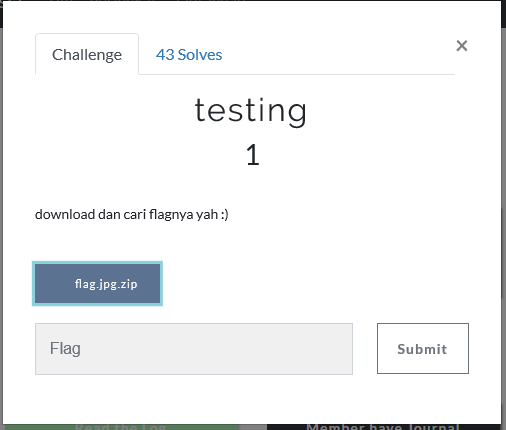 Challenge
43 Solves
×
testing
1
download dan cari flagnya yah :)
flag.jpg.zip
Flag
Submit
Read the Log
Member have Journal